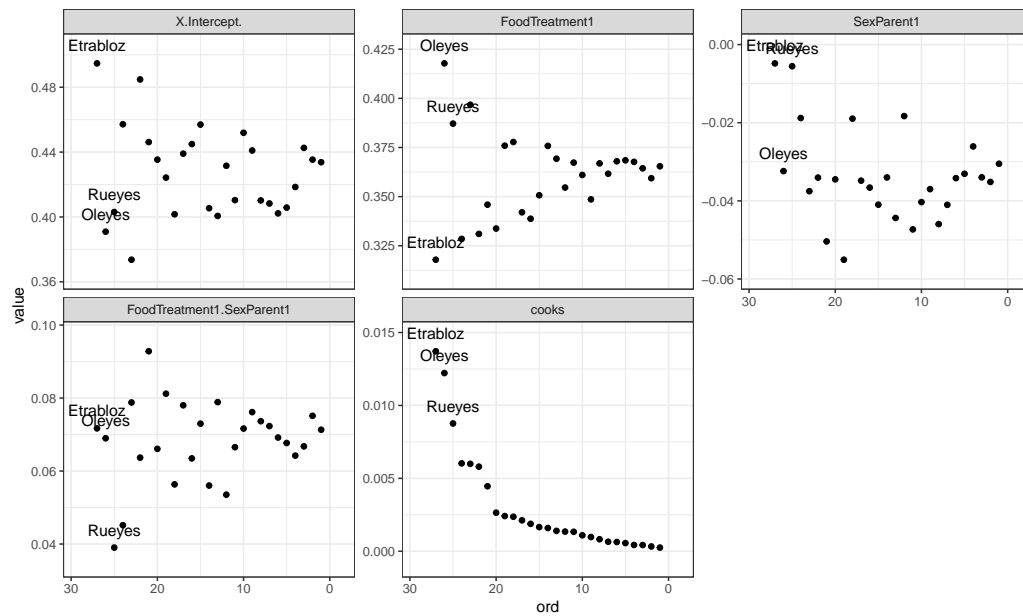 X.Intercept.
FoodTreatment1
SexParent1
Etrabloz
Rueyes
Oleyes
0.48
0.44
0.40
0.36
Oleyes
Rueyes
Etrabloz
0.425
0.400
0.375
0.350
0.325
Etrabloz
Rueyes
Oleyes
0.00
−0.02
−0.04
−0.06
30
20
10
0
value
FoodTreatment1.SexParent1
cooks
Etrabloz
Oleyes
Rueyes
0.10
0.08
0.06
0.04
30
20
10
0
Etrabloz
Oleyes
Rueyes
0.015
0.010
0.005
0.000
30
20
10
0
ord